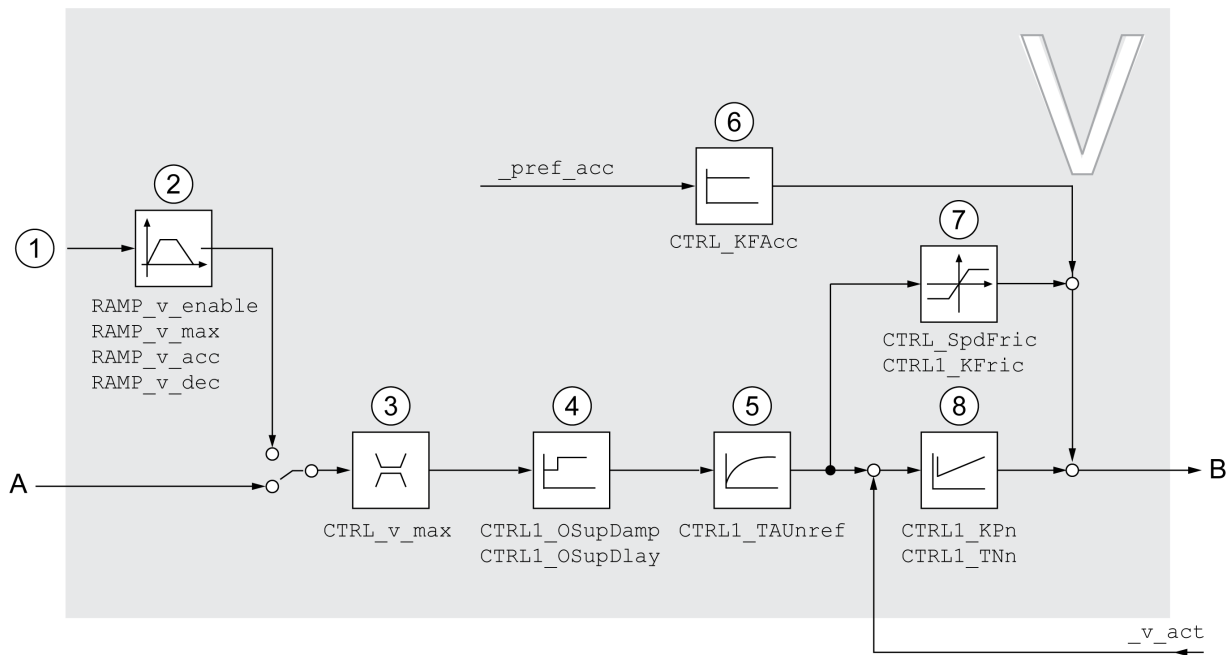 V
6
_pref_acc
CTRL_KFAcc
2
1
7
RAMP_v_enable
RAMP_v_max
RAMP_v_acc
RAMP_v_dec
CTRL_SpdFric
CTRL1_KFric
3
4
5
8
A
B
CTRL_v_max
CTRL1_OSupDamp
CTRL1_OSupDlay
CTRL1_TAUnref
CTRL1_KPn
CTRL1_TNn
_v_act